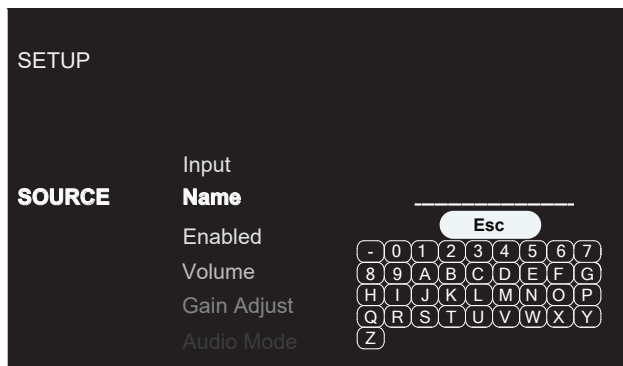 SETUP
Input
SOURCE Name ____________
Esc
Enabled
- 0 1 2 3 4 5 6 7
Volume 8 9 A B C D E F G
H I J K L M N O P
Gain Adjust
Q R S T U V W X Y
Audio Mode Z